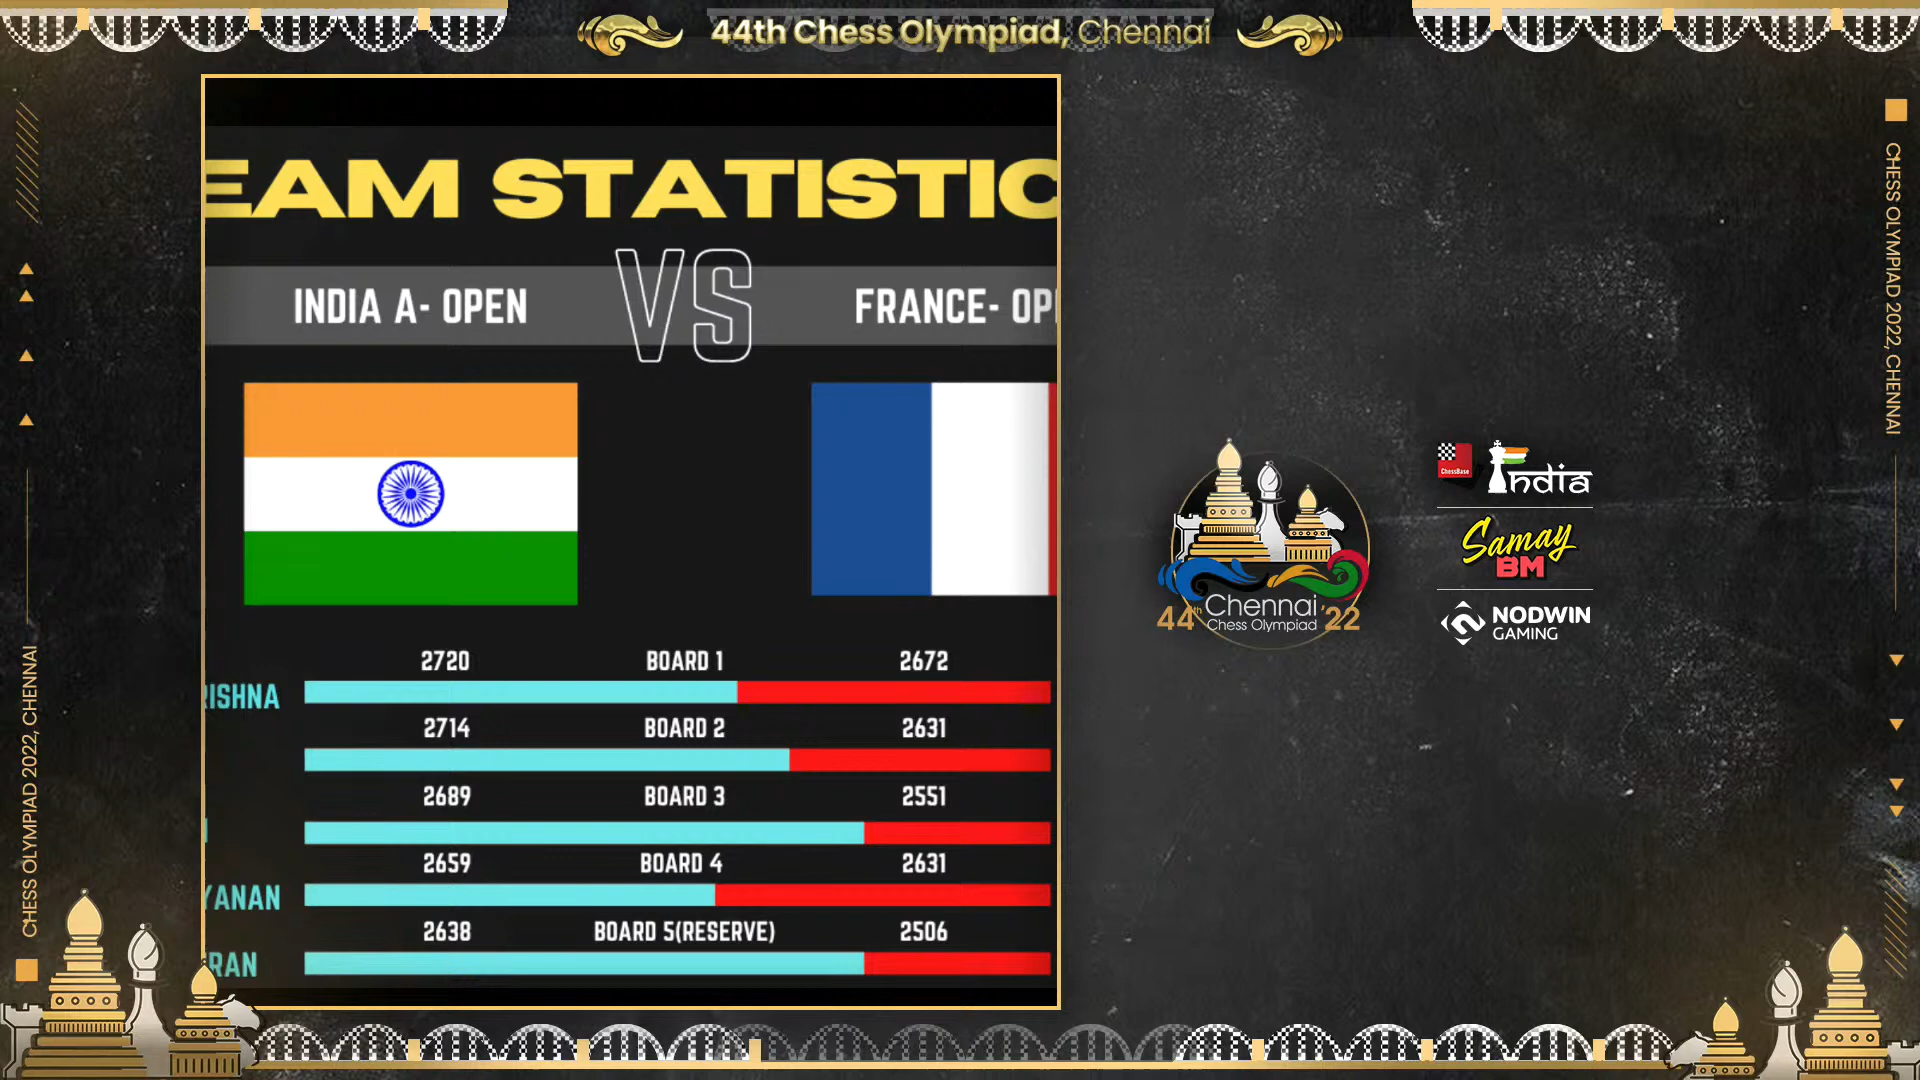 44th Chess Olympiad, Chennai
EAM STATISTIC
INDIA A- OPEN
VS
FRANCE- OP
2720 BOARD 1 2672
RISHNA
2714 BOARD 2 2631
2689 BOARD 3 2551
2659 BOARD 4 2631
YANAN
2638 BOARD 5(RESERVE) 2506
RAN
44th Chennai '22
Chess Olympiad
ChessBase
India
Samay
BM
NODWIN
GAMING
CHESS OLYMPIAD 2022, CHENNAI
CHESS OLYMPIAD 2022, CHENNAI